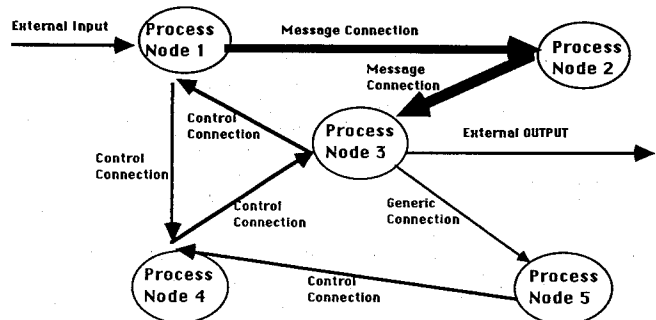 External Input
Process
Node 1
Message Connection
Process
Node 2
Message
Connection
Control
Connection
Process
Node 3
External OUTPUT
Control
Connection
Control
Connection
Generic
Connection
Process
Node 4
Control
Connection
Process
Node 5